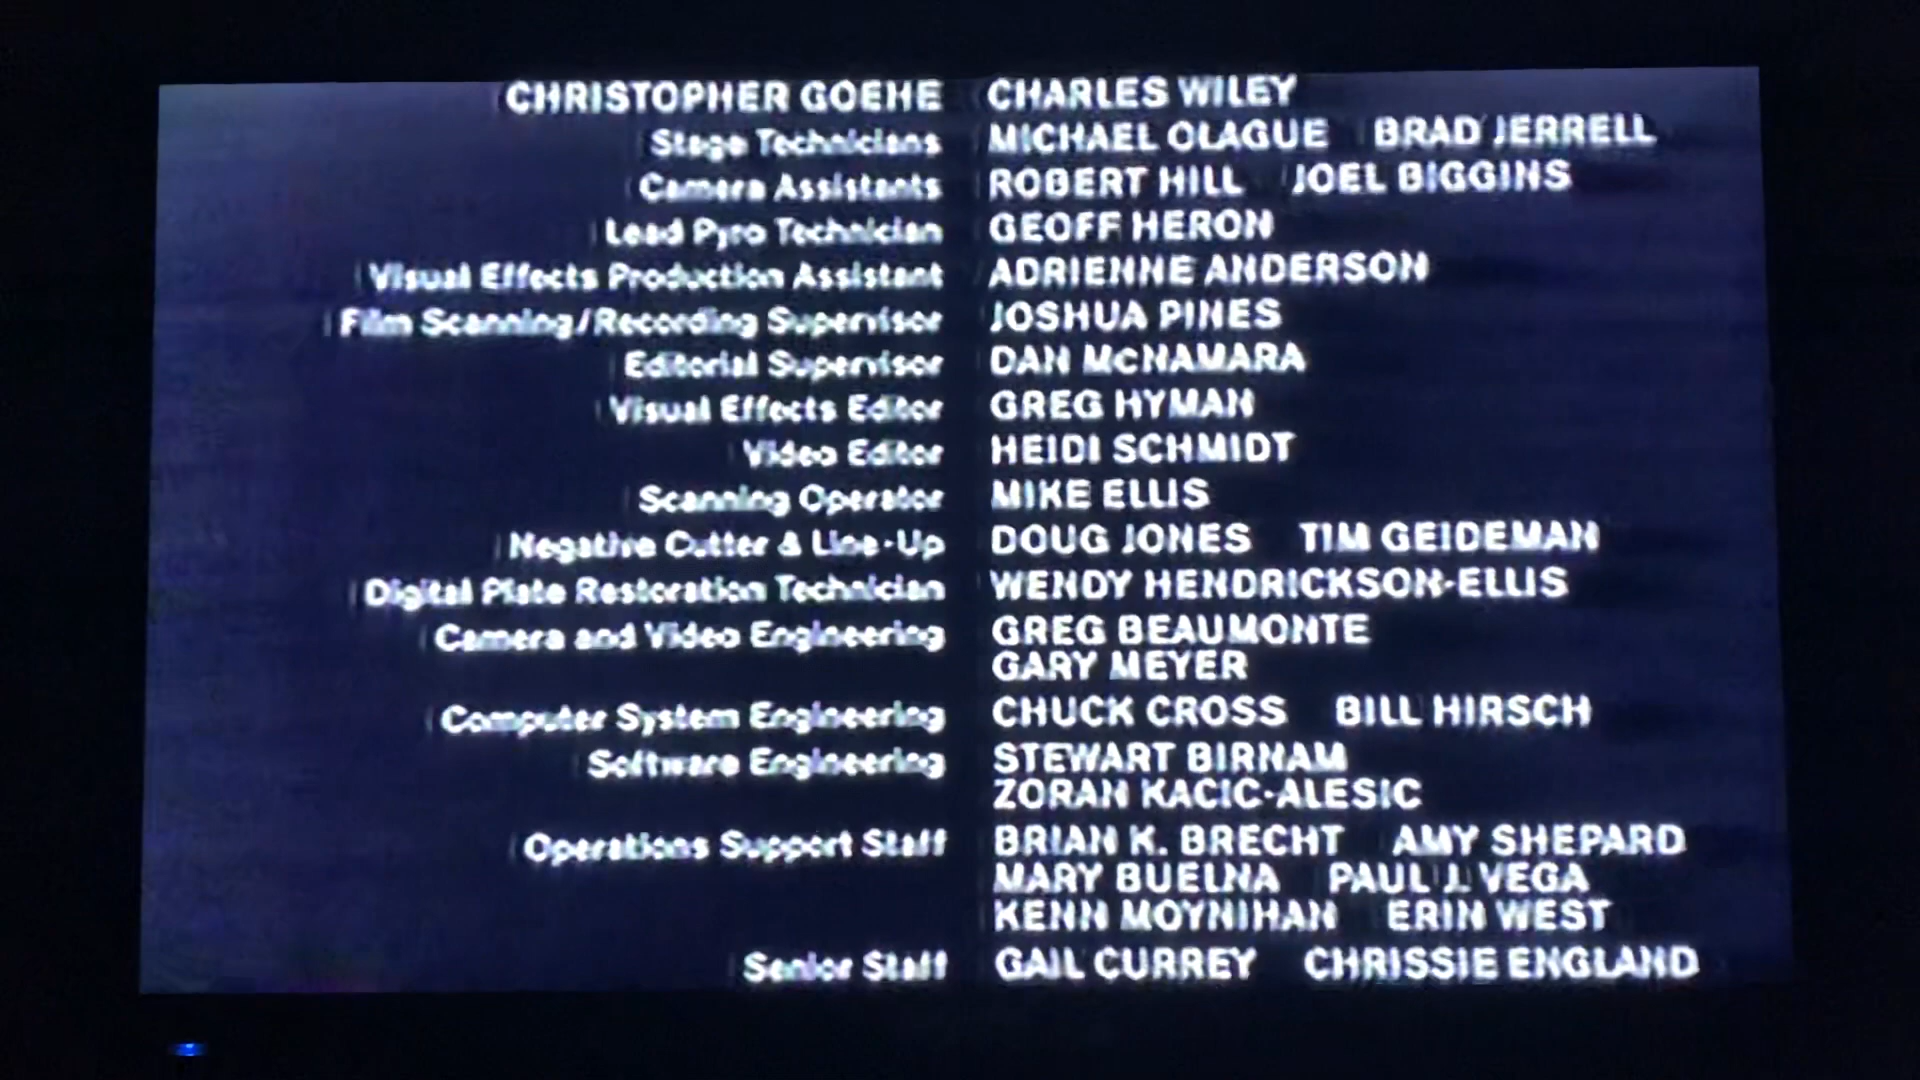 CHRISTOPHER GOEHE CHARLES WILEY
Stage Technicians MICHAEL OLAGUE BRAD JERRELL
Camera Assistants ROBERT HILL JOEL BIGGINS
Lead Pyro Technician GEOFF HERON
Visual Effects Production Assistant ADRIENNE ANDERSON
Film Scanning/Recording Supervisor JOSHUA PINES
Editorial Supervisor DAN McNAMARA
Visual Effects Editor GREG HYMAN
Video Editor HEIDI SCHMIDT
Scanning Operator MIKE ELLIS
Negative Cutter & Line-Up DOUG JONES TIM GEIDEMAN
Digital Plate Restoration Technician WENDY HENDRICKSON-ELLIS
Camera and Video Engineering GREG BEAUMONTE
GARY MEYER
Computer System Engineering CHUCK CROSS BILL HIRSCH
Software Engineering STEWART BIRNAM
ZORAN KACIC-ALESIC
Operations Support Staff BRIAN K. BRECHT AMY SHEPARD
MARY BUELNA PAUL J. VEGA
KENN MOYNIHAN ERIN WEST
Senior Staff GAIL CURREY CHRISSIE ENGLAND